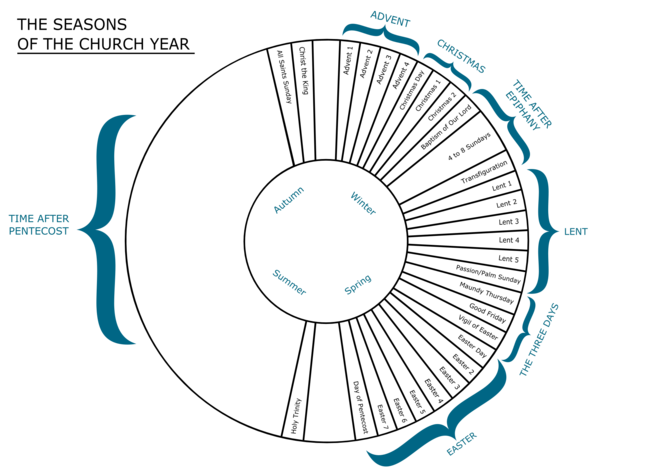 THE SEASONS
OF THE CHURCH YEAR
ADVENT
CHRISTMAS
TIME AFTER
EPIPHANY
LENT
THE THREE DAYS
EASTER
TIME AFTER
PENTECOST
All Saints Sunday
Christ the King
Advent 1
Advent 2
Advent 3
Advent 4
Christmas Day
Christmas 1
Christmas 2
Baptism of Our Lord
4 to 8 Sundays
Transfiguration
Lent 1
Lent 2
Lent 3
Lent 4
Lent 5
Passion/Palm Sunday
Maundy Thursday
Good Friday
Vigil of Easter
Easter Day
Easter 2
Easter 3
Easter 4
Easter 5
Easter 6
Easter 7
Day of Pentecost
Holy Trinity
Autumn
Winter
Summer
Spring